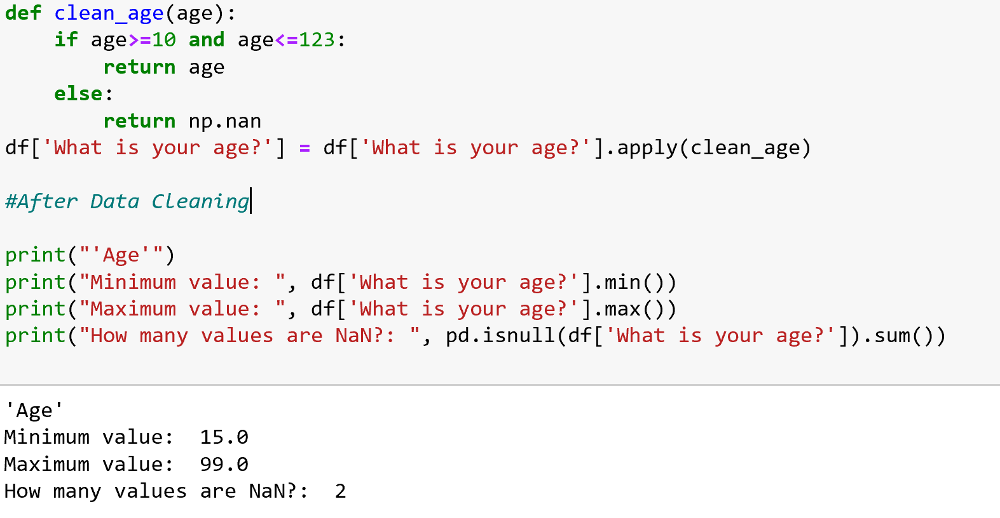 def clean_age(age):
    if age>=10 and age<=123:
        return age
    else:
        return np.nan
df['What is your age?'] = df['What is your age?'].apply(clean_age)
#After Data Cleaning
print("'Age'")
print("Minimum value: ", df['What is your age?'].min())
print("Maximum value: ", df['What is your age?'].max())
print("How many values are NaN?: ", pd.isnull(df['What is your age?']).sum())
'Age'
Minimum value:  15.0
Maximum value:  99.0
How many values are NaN?:  2